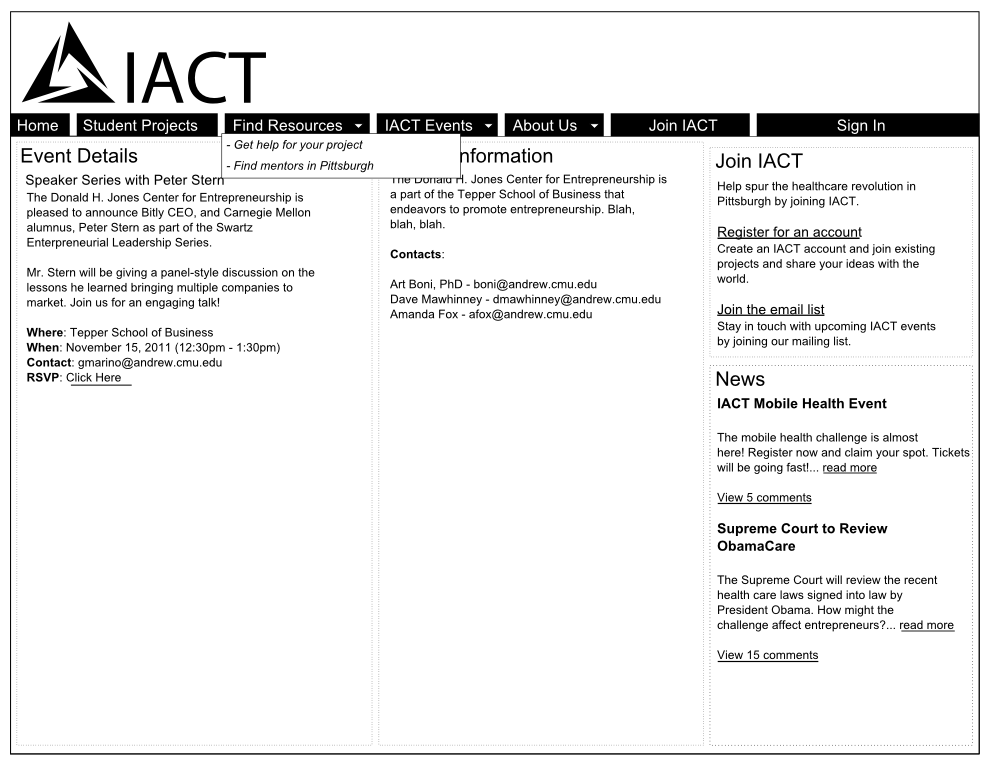 IACT
Home
Student Projects
Find Resources
IACT Events
About Us
Join IACT
Sign In
- Get help for your project
- Find mentors in Pittsburgh
Event Details
Speaker Series with Peter Stern
The Donald H. Jones Center for Entrepreneurship is
pleased to announce Bitly CEO, and Carnegie Mellon
alumnus, Peter Stern as part of the Swartz
Enterpreneurial Leadership Series.
Mr. Stern will be giving a panel-style discussion on the
lessons he learned bringing multiple companies to
market. Join us for an engaging talk!
Where: Tepper School of Business
When: November 15, 2011 (12:30pm - 1:30pm)
Contact: gmarino@andrew.cmu.edu
RSVP: Click Here
nformation
The Donald H. Jones Center for Entrepreneurship is
a part of the Tepper School of Business that
endeavors to promote entrepreneurship. Blah,
blah, blah.
Contacts:
Art Boni, PhD - boni@andrew.cmu.edu
Dave Mawhinney - dmawhinney@andrew.cmu.edu
Amanda Fox - afox@andrew.cmu.edu
Join IACT
Help spur the healthcare revolution in
Pittsburgh by joining IACT.
Register for an account
Create an IACT account and join existing
projects and share your ideas with the
world.
Join the email list
Stay in touch with upcoming IACT events
by joining our mailing list.
News
IACT Mobile Health Event
The mobile health challenge is almost
here! Register now and claim your spot. Tickets
will be going fast!... read more
View 5 comments
Supreme Court to Review
ObamaCare
The Supreme Court will review the recent
health care laws signed into law by
President Obama. How might the
challenge affect entrepreneurs?... read more
View 15 comments